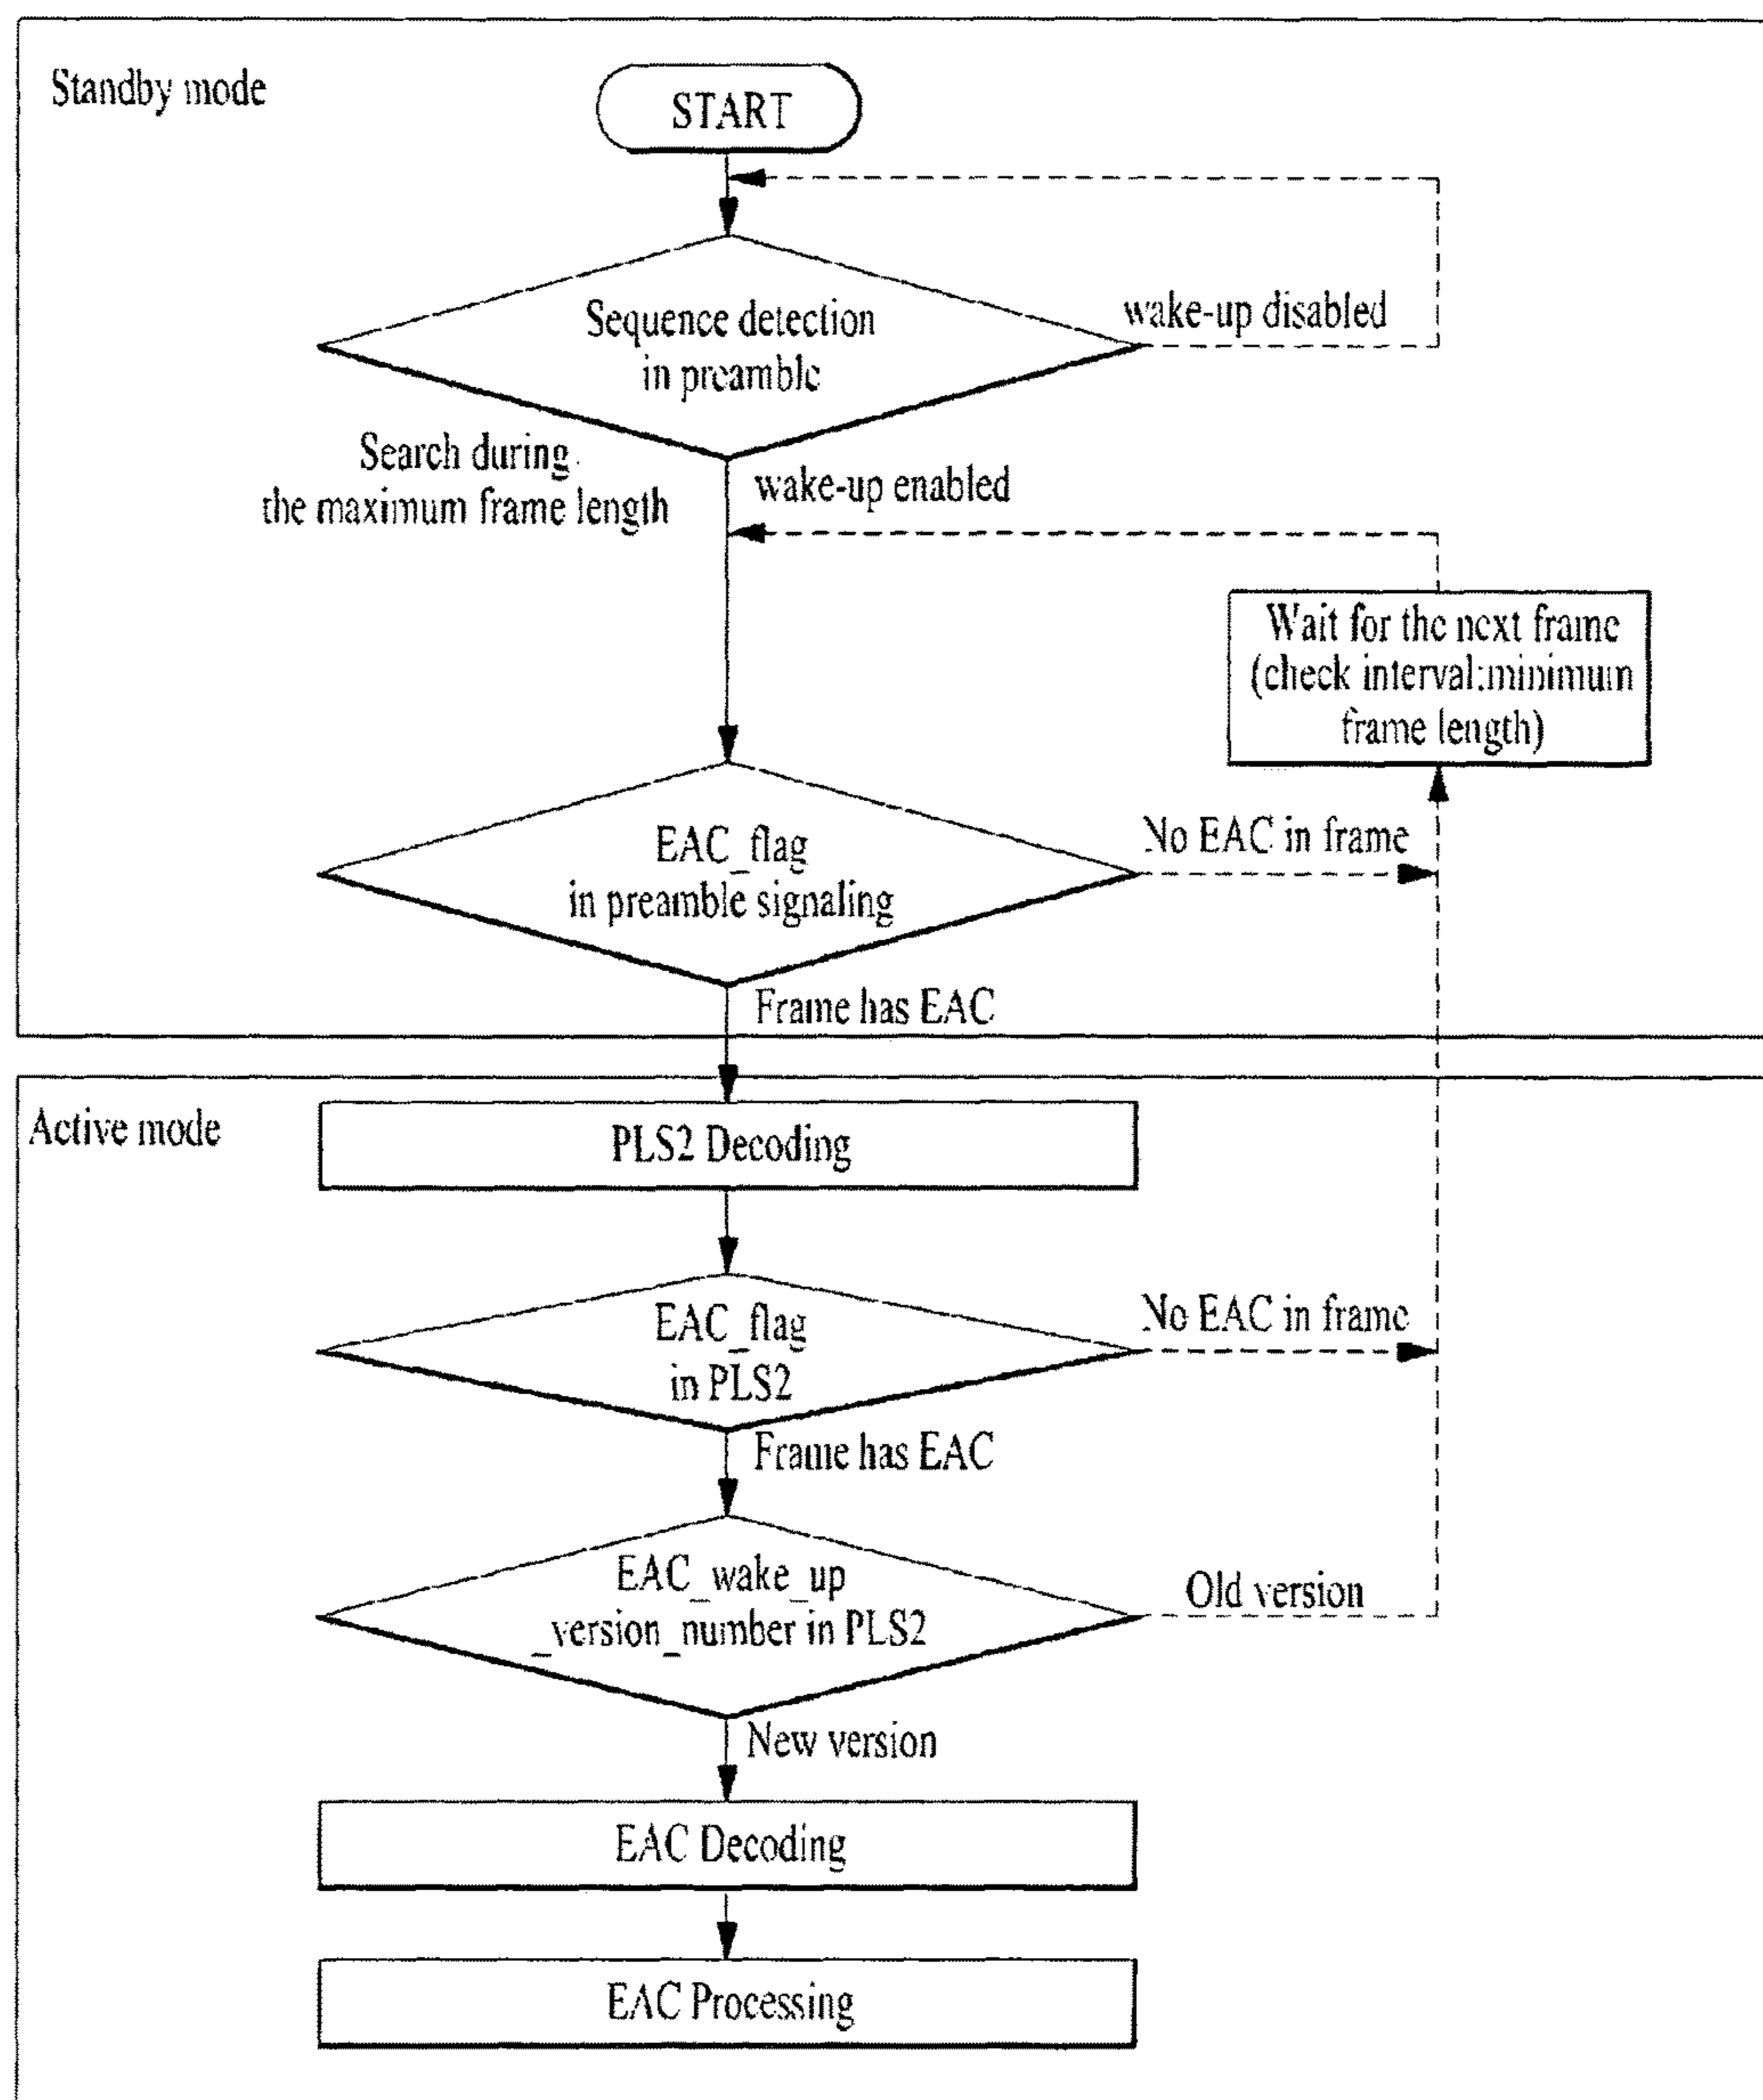 Standby mode
START
Sequence detection
in preamble
wake-up disabled
Search during
the maximum frame length
wake-up enabled
Wait for the next frame
(check interval:minimum
frame length)
EAC_flag
in preamble signaling
No EAC in frame
Frame has EAC
Active mode
PLS2 Decoding
EAC_flag
in PLS2
No EAC in frame
Frame has EAC
EAC_wake_up
_version_number in PLS2
Old version
New version
EAC Decoding
EAC Processing